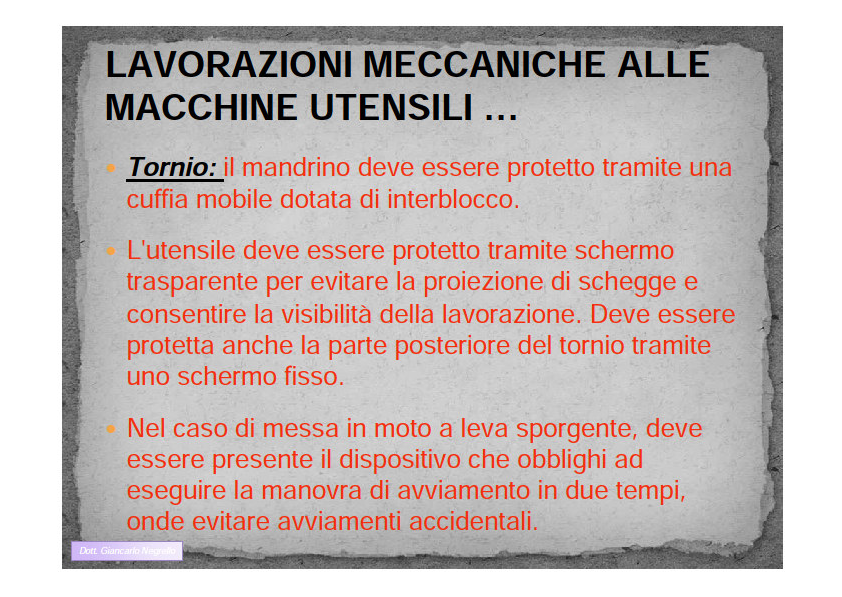 LAVORAZIONI MECCANICHE ALLE
MACCHINE UTENSILI ...
• Tornio: il mandrino deve essere protetto tramite una
cuffia mobile dotata di interblocco.
• L'utensile deve essere protetto tramite schermo
trasparente per evitare la proiezione di schegge e
consentire la visibilità della lavorazione. Deve essere
protetta anche la parte posteriore del tornio tramite
uno schermo fisso.
• Nel caso di messa in moto a leva sporgente, deve
essere presente il dispositivo che obblighi ad
eseguire la manovra di avviamento in due tempi,
onde evitare avviamenti accidentali.
Dott. Giancarlo Negrello